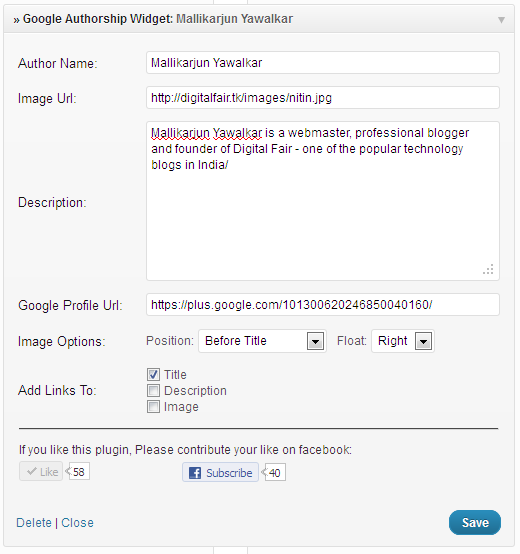 » Google Authorship Widget: Mallikarjun Yawalkar
Author Name: Mallikarjun Yawalkar
Image Url: http://digitalfair.tk/images/nitin.jpg
Mallikarjun Yawalkar is a webmaster, professional blogger
and founder of Digital Fair - one of the popular technology
blogs in India/
Description:
Google Profile Url: https://plus.google.com/101300620246850040160/
Image Options: Position: Before Title Float: Right
Add Links To: Title
Description
Image
If you like this plugin, Please contribute your like on facebook:
Like 58 Subscribe 40
Delete | Close Save